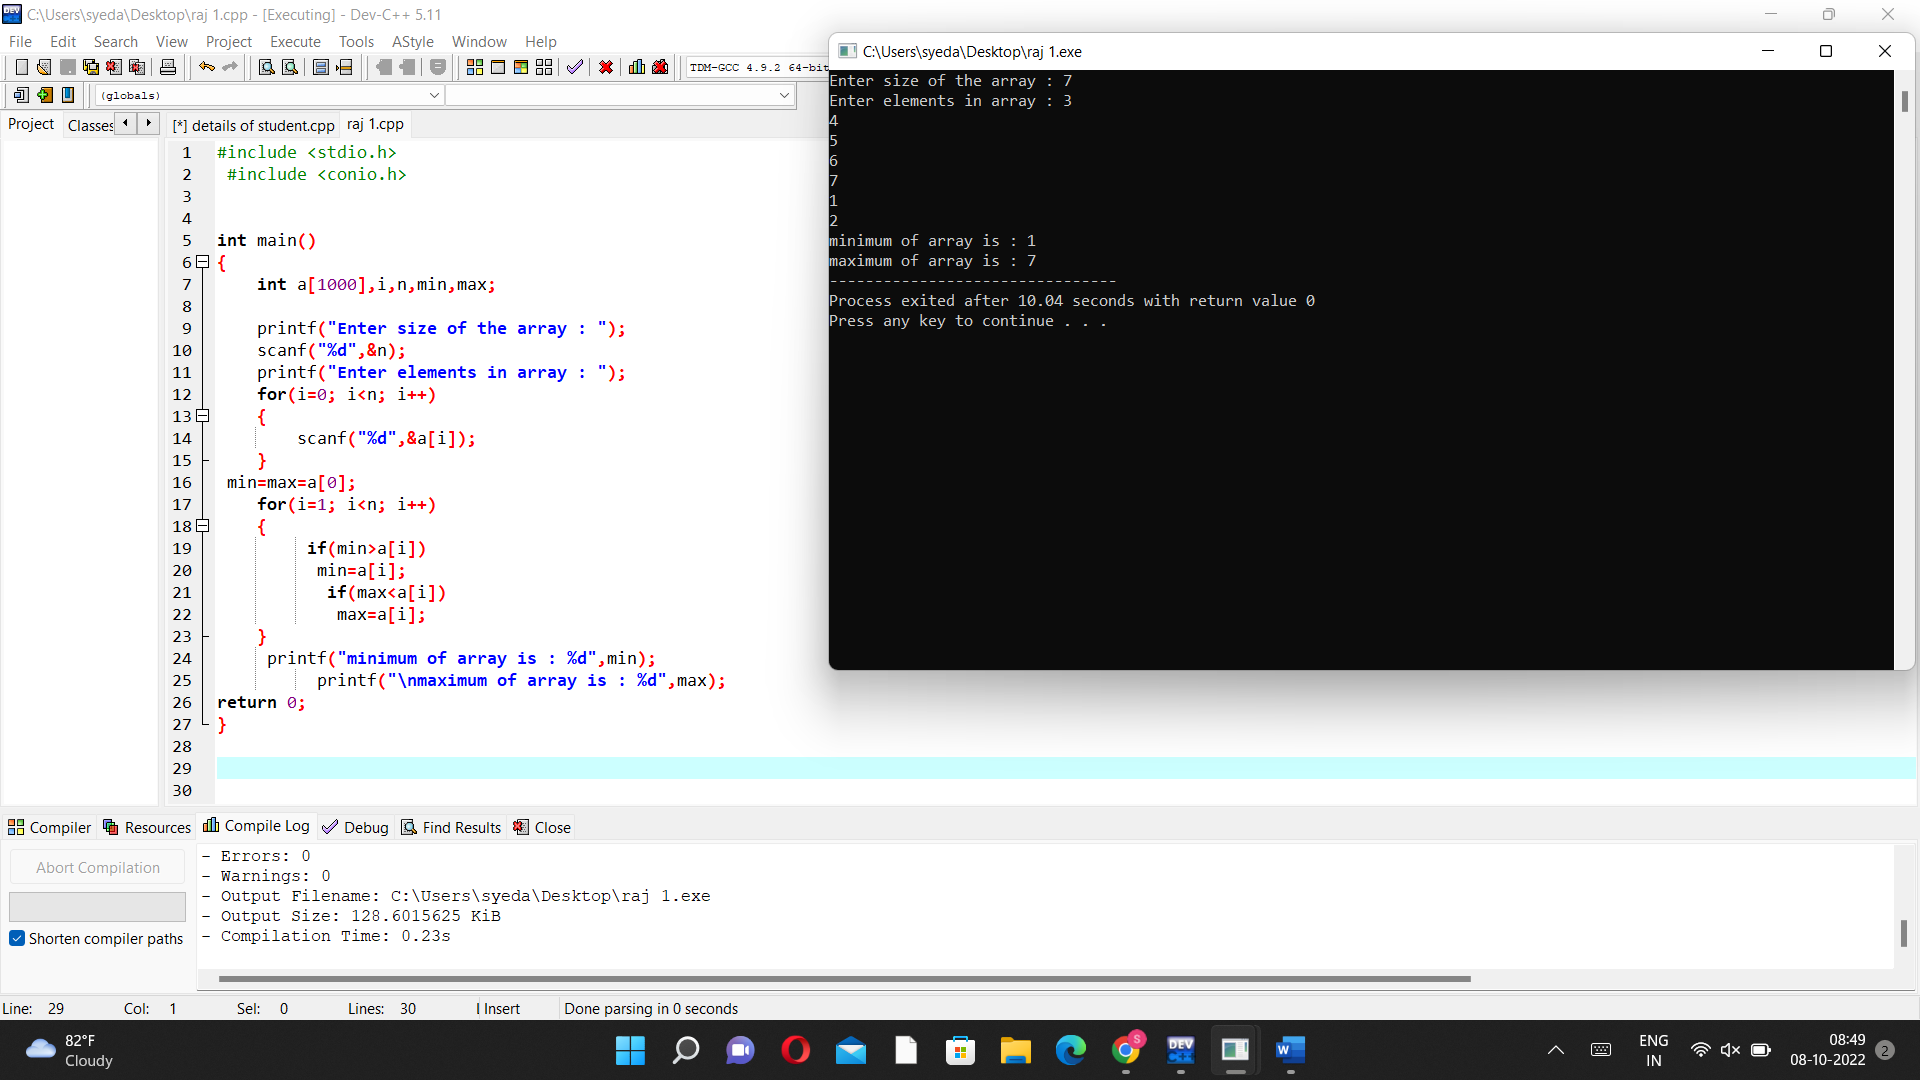 C:\Users\syeda\Desktop\raj 1.cpp - [Executing] - Dev-C++ 5.11
File Edit Search View Project Execute Tools AStyle Window Help
TDM-GCC 4.9.2 64-bit
(globals)
Project Classes [*] details of student.cpp raj 1.cpp
1 #include <stdio.h>
2 #include <conio.h>
3
4
5 int main()
6 {
7 int a[1000],i,n,min,max;
8
9 printf("Enter size of the array : ");
10 scanf("%d",&n);
11 printf("Enter elements in array : ");
12 for(i=0; i<n; i++)
13 {
14 scanf("%d",&a[i]);
15 }
16 min=max=a[0];
17 for(i=1; i<n; i++)
18 {
19 if(min>a[i])
20 min=a[i];
21 if(max<a[i])
22 max=a[i];
23 }
24 printf("minimum of array is : %d",min);
25 printf("\nmaximum of array is : %d",max);
26 return 0;
27 }
28
29
30
C:\Users\syeda\Desktop\raj 1.exe
Enter size of the array : 7
Enter elements in array : 3
4
5
6
7
1
2
minimum of array is : 1
maximum of array is : 7
--------------------------------
Process exited after 10.04 seconds with return value 0
Press any key to continue . . .
Compiler Resources Compile Log Debug Find Results Close
Abort Compilation
Shorten compiler paths
- Errors: 0
- Warnings: 0
- Output Filename: C:\Users\syeda\Desktop\raj 1.exe
- Output Size: 128.6015625 KiB
- Compilation Time: 0.23s
Line: 29 Col: 1 Sel: 0 Lines: 30 Insert Done parsing in 0 seconds
82°F
Cloudy
S
DEV
C++
W
ENG
IN
08:49
08-10-2022
2